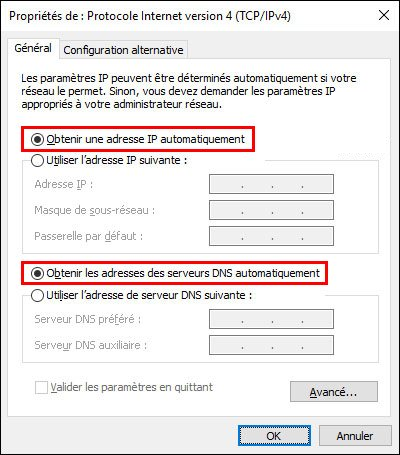 Propriétés de : Protocole Internet version 4 (TCP/IPv4)
Général
Configuration alternative
Les paramètres IP peuvent être déterminés automatiquement si votre
réseau le permet. Sinon, vous devez demander les paramètres IP
appropriés à votre administrateur réseau.
Obtenir une adresse IP automatiquement
Utiliser l'adresse IP suivante :
Adresse IP :
. . .
Masque de sous-réseau :
. . .
Passerelle par défaut :
. . .
Obtenir les adresses des serveurs DNS automatiquement
Utiliser l'adresse de serveur DNS suivante :
Serveur DNS préféré :
. . .
Serveur DNS auxiliaire :
. . .
Valider les paramètres en quittant
Avancé...
OK
Annuler